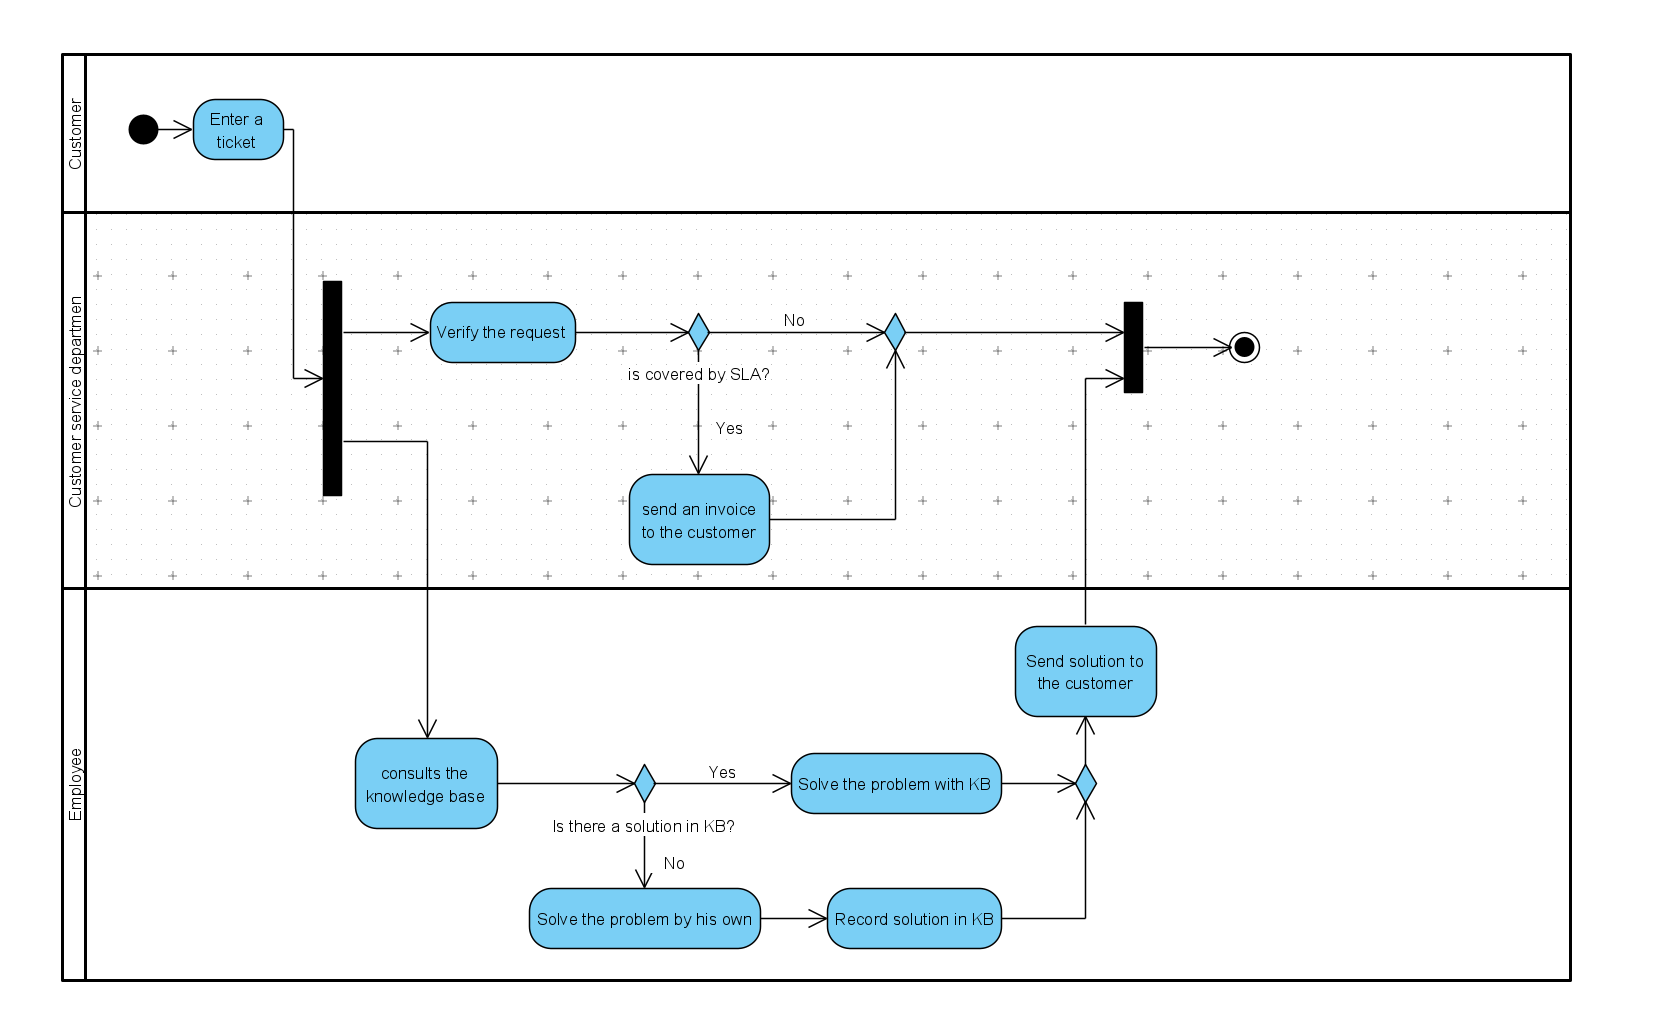 Customer
Enter a
ticket
Customer service departmen
Verify the request
No
is covered by SLA?
Yes
send an invoice
to the customer
Employee
Send solution to
the customer
consults the
knowledge base
Yes
Solve the problem with KB
Is there a solution in KB?
No
Solve the problem by his own
Record solution in KB